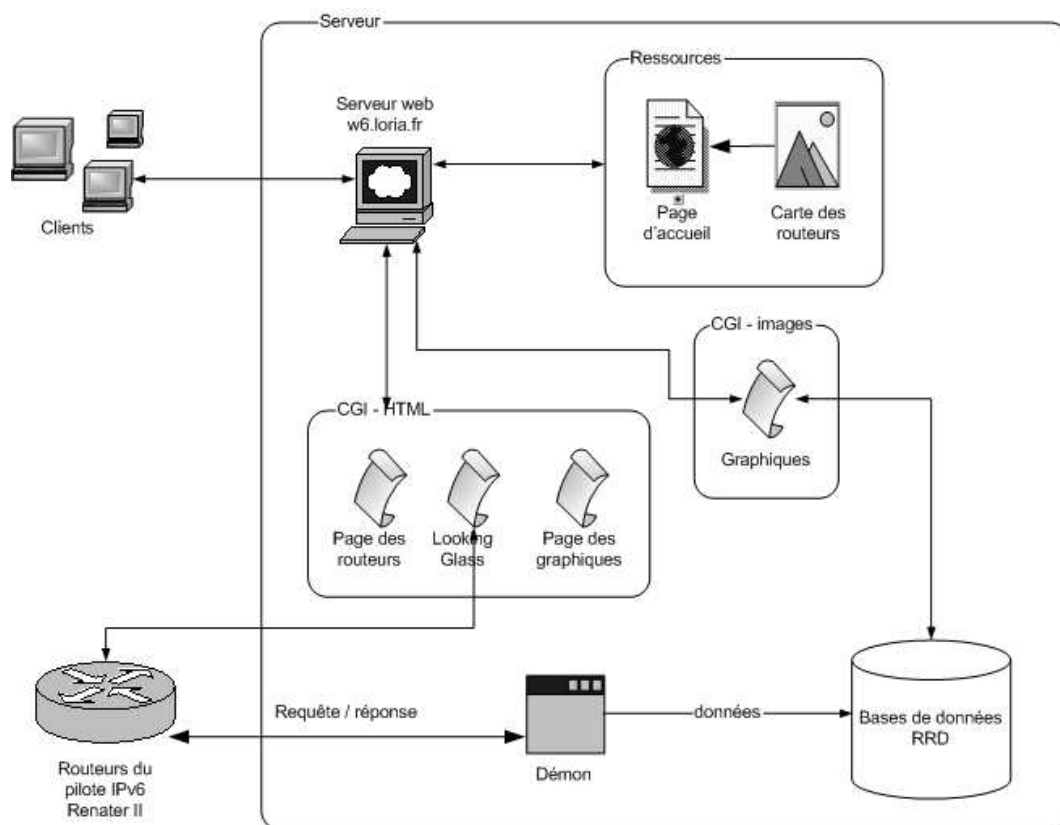 Serveur
Ressources
Serveur web
w6.loria.fr
Clients
Page
d'accueil
Carte des
routeurs
CGI - images
Graphiques
CGI - HTML
Page des
routeurs
Looking
Glass
Page des
graphiques
Requête / réponse
données
Bases de données
RRD
Démon
Routeurs du
pilote IPv6
Renater II